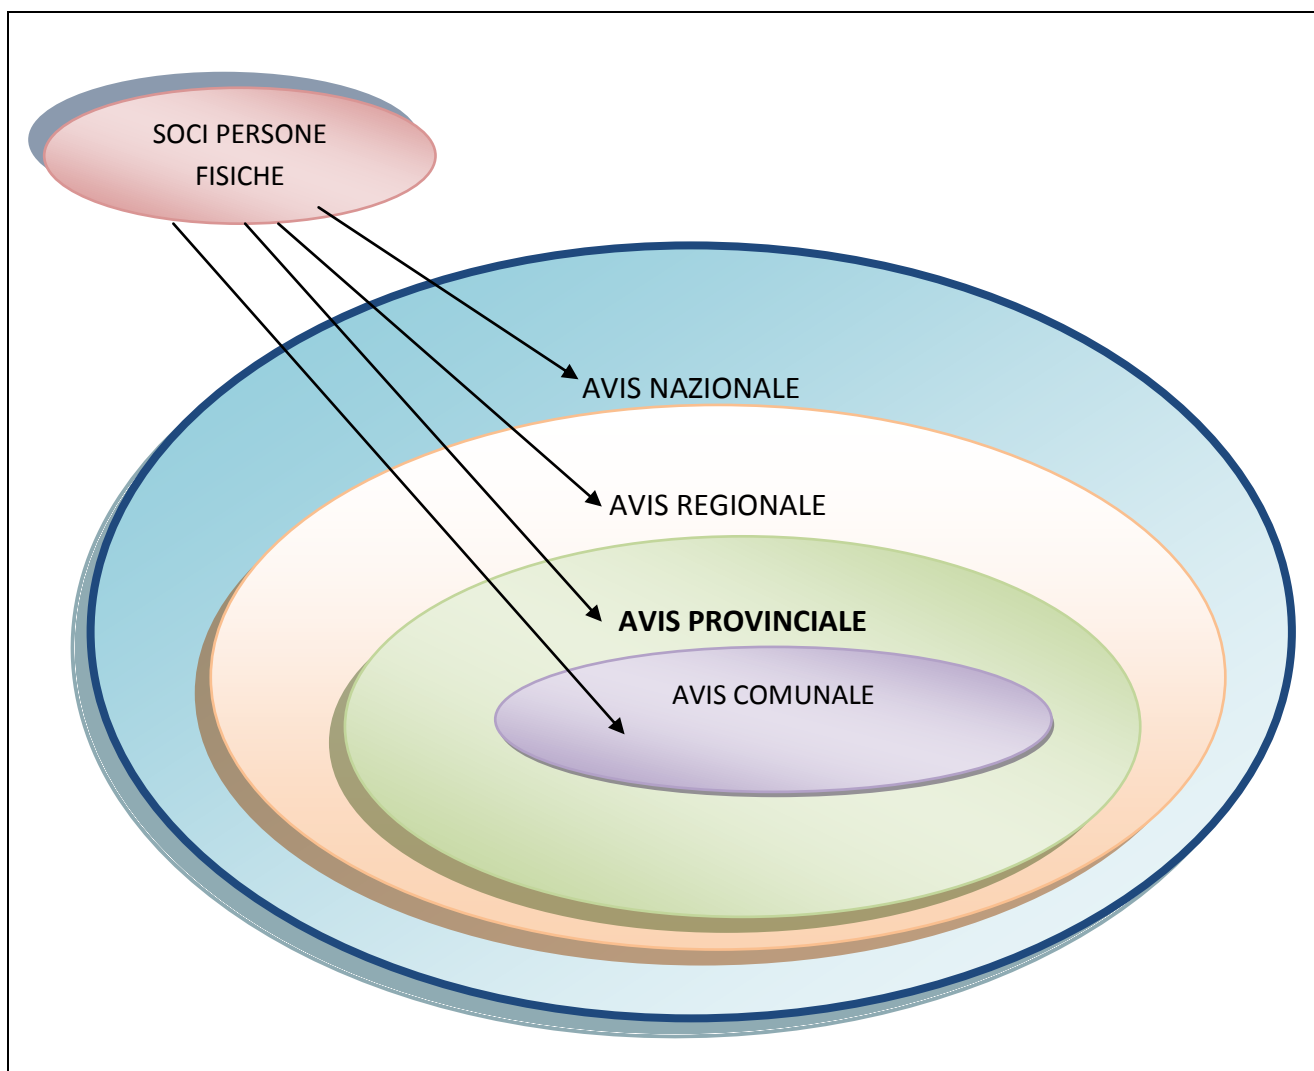 SOCI PERSONE
FISICHE
AVIS NAZIONALE
AVIS REGIONALE
AVIS PROVINCIALE
AVIS COMUNALE